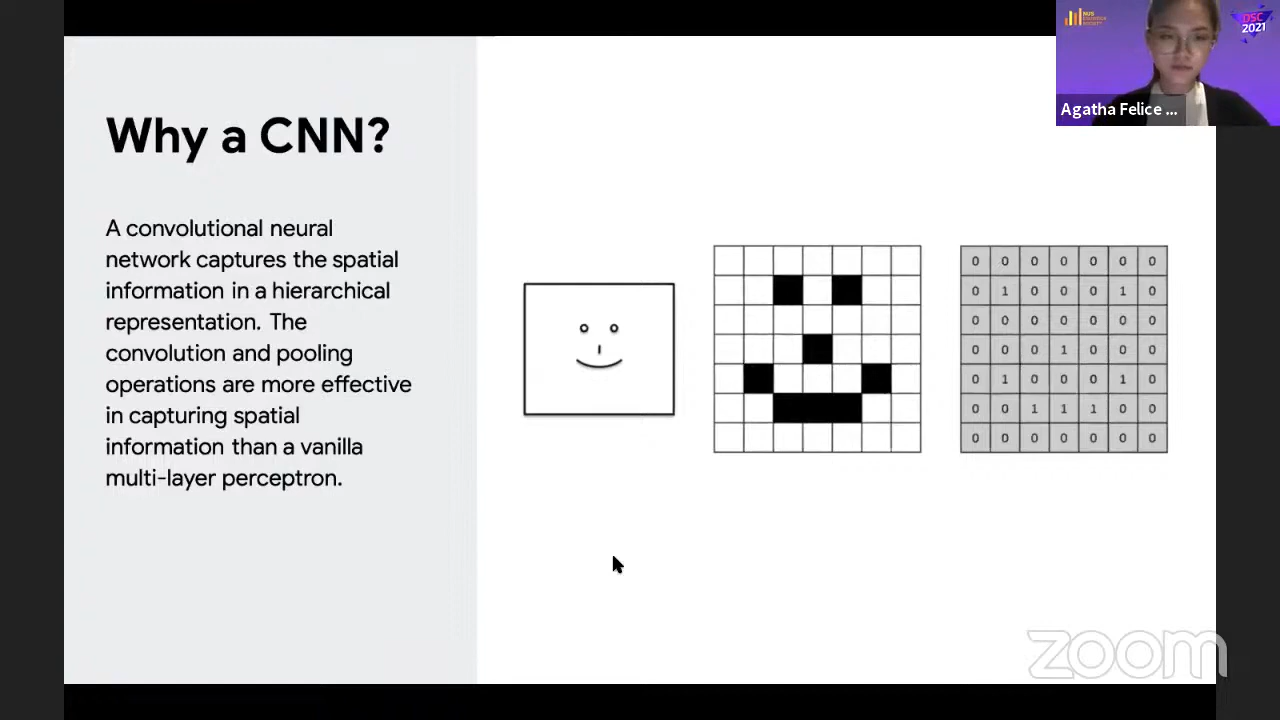 Why a CNN?
A convolutional neural
network captures the spatial
information in a hierarchical
representation. The
convolution and pooling
operations are more effective
in capturing spatial
information than a vanilla
multi-layer perceptron.
0 0 0 0 0 0 0
0 1 0 0 0 1 0
0 0 0 0 0 0 0
0 0 0 1 0 0 0
0 1 0 0 0 1 0
0 0 1 1 1 0 0
0 0 0 0 0 0 0
NUS
STATISTICS
SOCIETY
DSC
2021
Agatha Felice ...
zoom